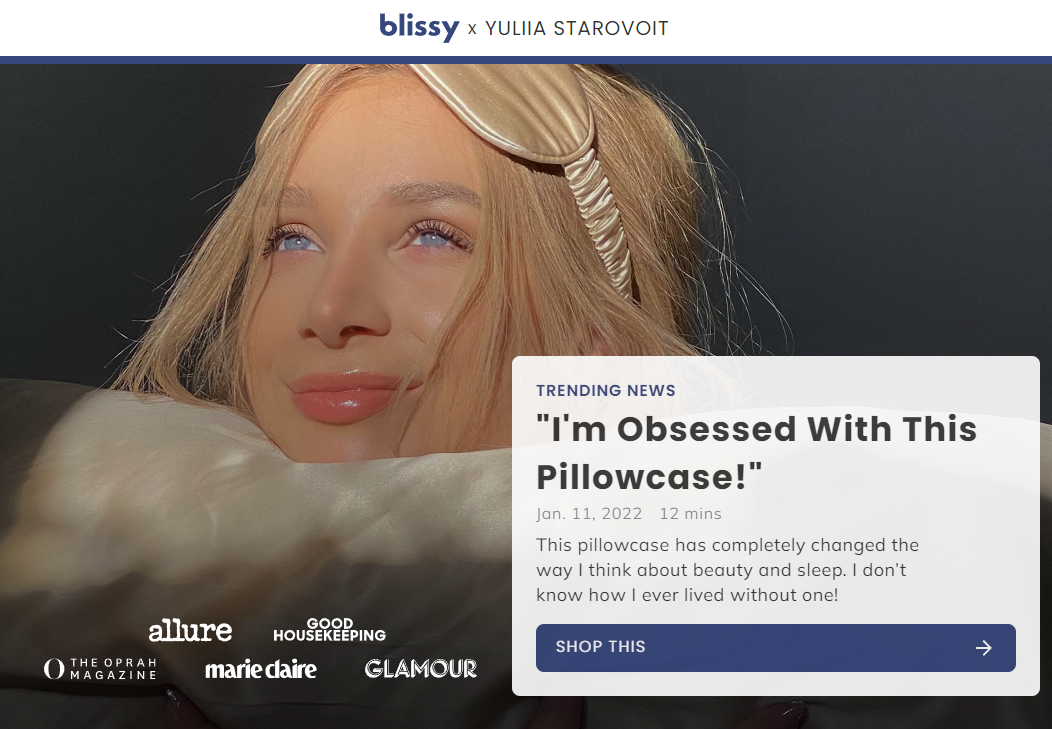 blissy x YULIIA STAROVOIT
TRENDING NEWS
"I'm Obsessed With This
Pillowcase!"
Jan. 11, 2022 12 mins
This pillowcase has completely changed the
way I think about beauty and sleep. I don't
know how I ever lived without one!
SHOP THIS
allure
GOOD
HOUSEKEEPING
O THE OPRAH
MAGAZINE
marie claire
GLAMOUR